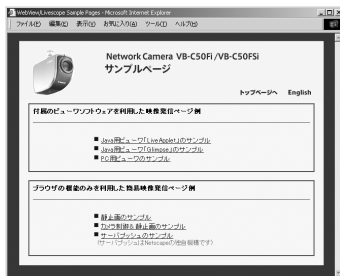 WebView/Livescope Sample Pages - Microsoft Internet Explorer
ファイル(F) 編集(E) 表示(V) お気に入り(A) ツール(T) ヘルプ(H)
Network Camera VB-C50Fi/VB-C50FSi
サンプルページ
トップページへ English
付属のビューワソフトウェアを利用した映像発信ページ例
■ Java用ビューワ「LiveApplet」のサンプル
■ Java用ビューワ「Glimpse」のサンプル
■ PC用ビューワのサンプル
ブラウザの機能のみを利用した簡易映像発信ページ例
■ 静止画のサンプル
■ カメラ制御&静止画のサンプル
■ サーバプッシュのサンプル
(サーバプッシュはNetscapeの独自機種です)